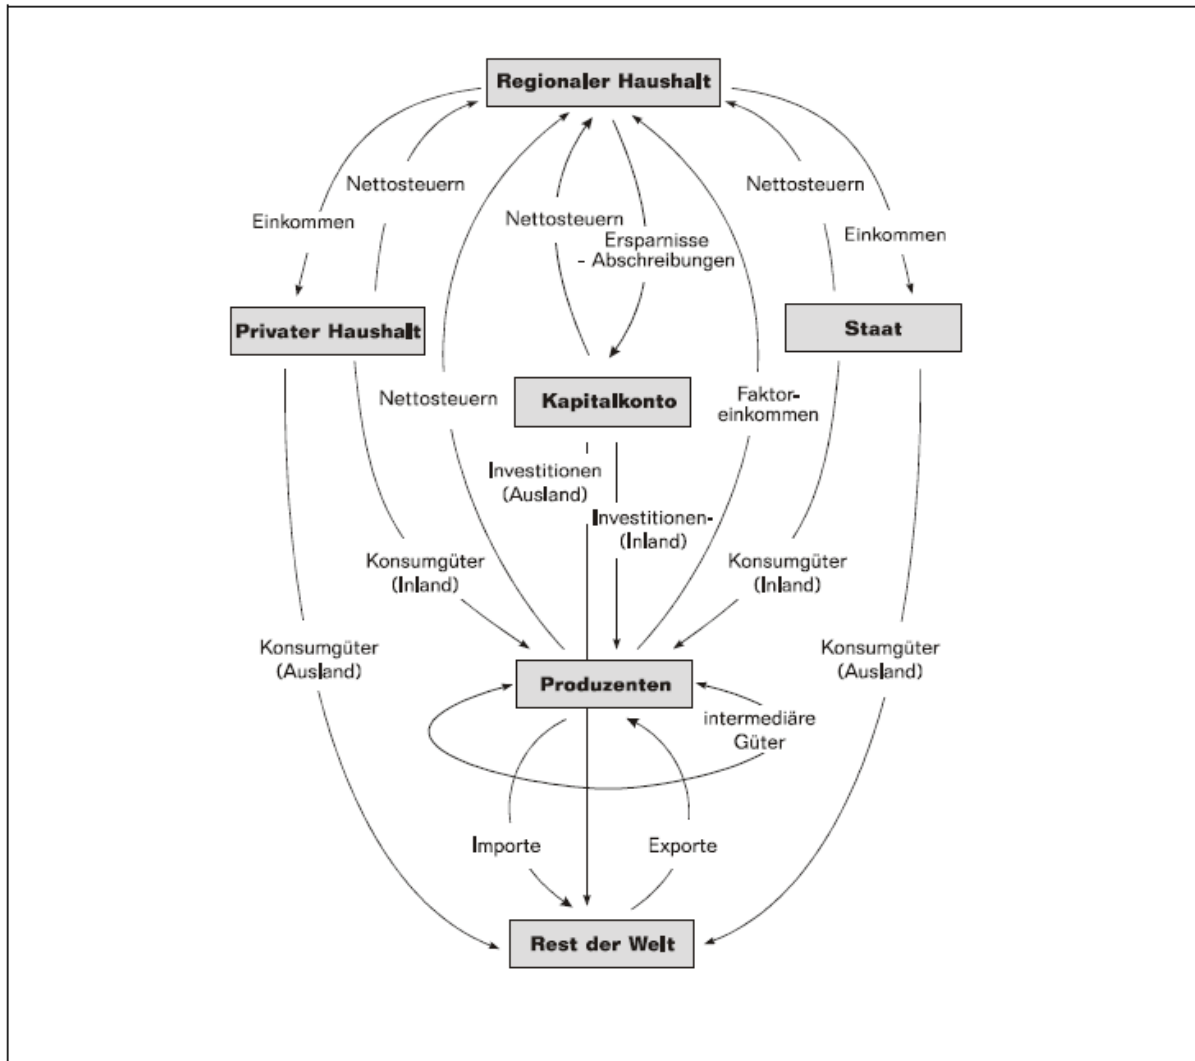 Regionaler Haushalt
Nettosteuern
Nettosteuern
Einkommen
Nettosteuern
Ersparnisse
- Abschreibungen
Einkommen
Privater Haushalt
Staat
Nettosteuern
Kapitalkonto
Faktor-
einkommen
Investitionen
(Ausland)
Investitionen-
(Inland)
Konsumgüter
(Inland)
Konsumgüter
(Inland)
Konsumgüter
(Ausland)
Konsumgüter
(Ausland)
Produzenten
intermediäre
Güter
Importe
Exporte
Rest der Welt